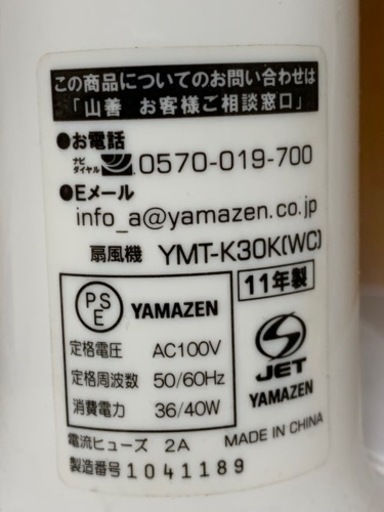 この商品についてのお問い合わせは
「山善 お客様ご相談窓口」
●お電話
ナビダイヤル 0570-019-700
●Eメール
info_a@yamazen.co.jp
扇風機 YMT-K30K(WC)
11年製
PSE YAMAZEN
定格電圧 AC100V
定格周波数 50/60Hz
消費電力 36/40W
S
JET
YAMAZEN
電流ヒューズ 2A MADE IN CHINA
製造番号 1041189